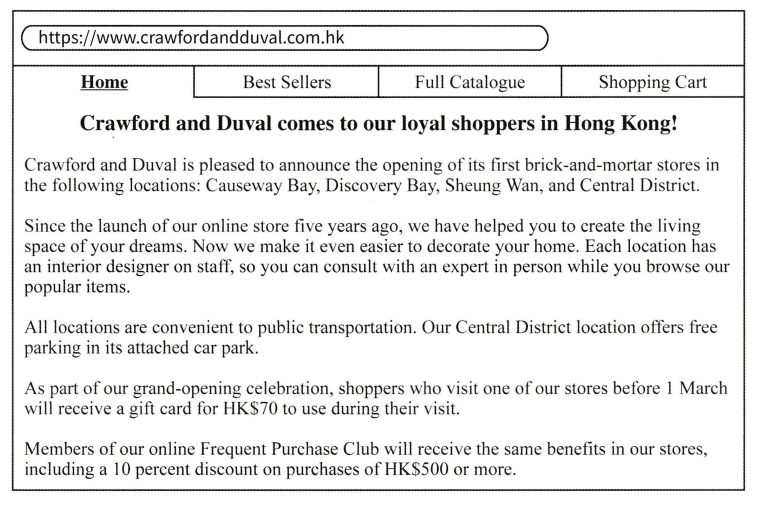 https://www.crawfordandduval.com.hk
Home Best Sellers Full Catalogue Shopping Cart
Crawford and Duval comes to our loyal shoppers in Hong Kong!
Crawford and Duval is pleased to announce the opening of its first brick-and-mortar stores in
the following locations: Causeway Bay, Discovery Bay, Sheung Wan, and Central District.
Since the launch of our online store five years ago, we have helped you to create the living
space of your dreams. Now we make it even easier to decorate your home. Each location has
an interior designer on staff, so you can consult with an expert in person while you browse our
popular items.
All locations are convenient to public transportation. Our Central District location offers free
parking in its attached car park.
As part of our grand-opening celebration, shoppers who visit one of our stores before 1 March
will receive a gift card for HK$70 to use during their visit.
Members of our online Frequent Purchase Club will receive the same benefits in our stores,
including a 10 percent discount on purchases of HK$500 or more.